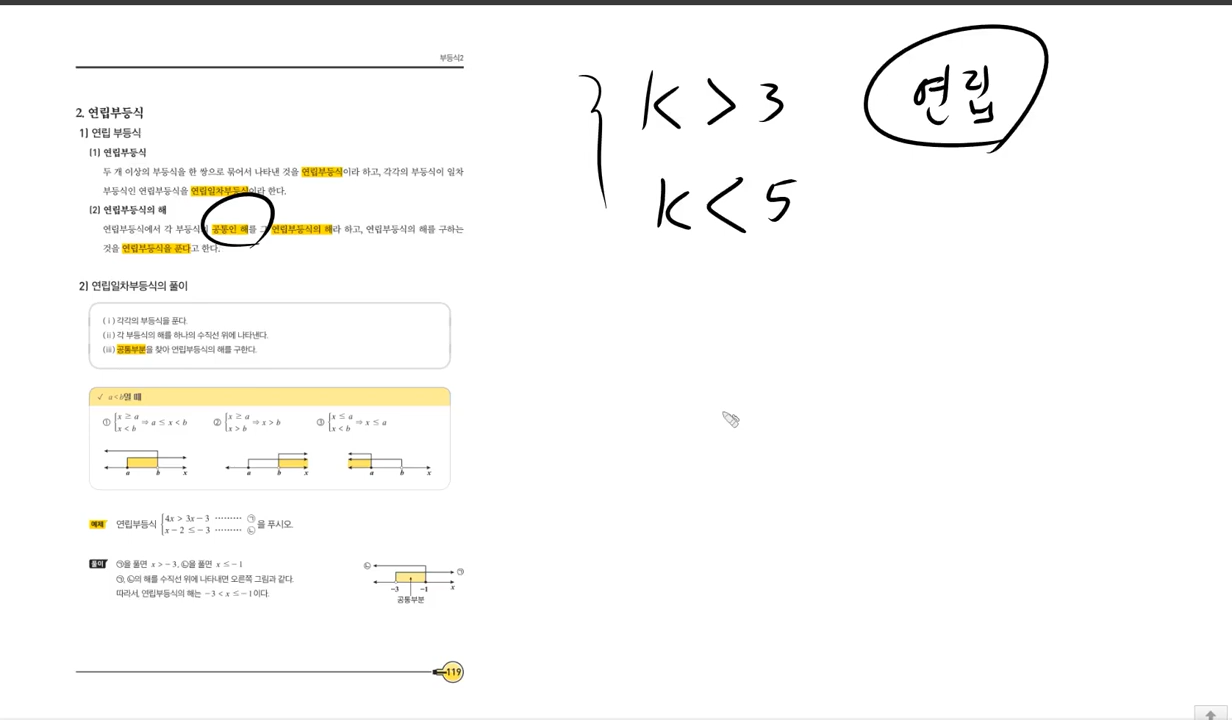 부등식2
2. 연립부등식
1) 연립 부등식
(1) 연립부등식
두 개 이상의 부등식을 한 쌍으로 묶어서 나타낸 것을 연립부등식이라 하고, 각각의 부등식이 일차
부등식인 연립부등식을 연립일차부등식이라 한다.
(2) 연립부등식의 해
연립부등식에서 각 부등식의 공통인 해를 그 연립부등식의 해라 하고, 연립부등식의 해를 구하는
것을 연립부등식을 푼다고 한다.
2) 연립일차부등식의 풀이
(ⅰ) 각각의 부등식을 푼다.
(ⅱ) 각 부등식의 해를 하나의 수직선 위에 나타낸다.
(ⅲ) 공통부분을 찾아 연립부등식의 해를 구한다.
✓ a<b일 때
① { x ≥ a
x < b ⇒ a ≤ x < b
② { x ≥ a
x > b ⇒ x > b
③ { x ≤ a
x < b ⇒ x ≤ a
a b x
a b x
a b x
예제 연립부등식 { 4x > 3x-3 ········· ㉠
x-2 ≤ -3 ········· ㉡ 을 푸시오.
풀이 ㉠을 풀면 x > -3, ㉡을 풀면 x ≤ -1
㉠, ㉡의 해를 수직선 위에 나타내면 오른쪽 그림과 같다.
따라서, 연립부등식의 해는 -3 < x ≤ -1이다.
㉡ ㉠
-3 -1 x
공통부분
119
k > 3
k < 5
연립